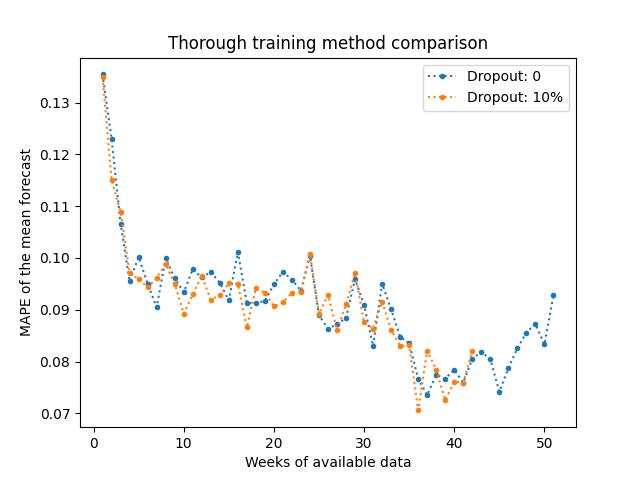 Thorough training method comparison
Dropout: 0
Dropout: 10%
MAPE of the mean forecast
0.13
0.12
0.11
0.10
0.09
0.08
0.07
0 10 20 30 40 50
Weeks of available data